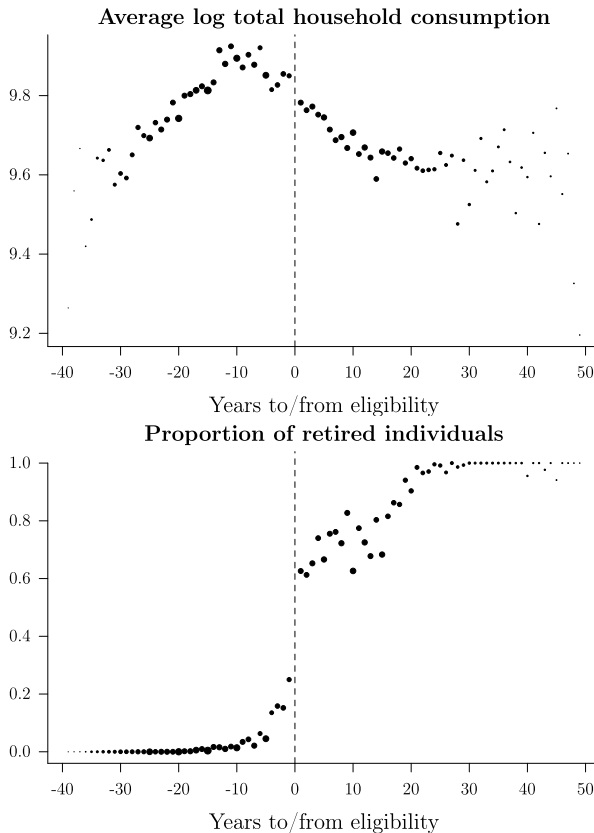 Average log total household consumption
9.8
9.6
9.4
9.2
-40 -30 -20 -10 0 10 20 30 40 50
Years to/from eligibility
Proportion of retired individuals
1.0
0.8
0.6
0.4
0.2
0.0
-40 -30 -20 -10 0 10 20 30 40 50
Years to/from eligibility